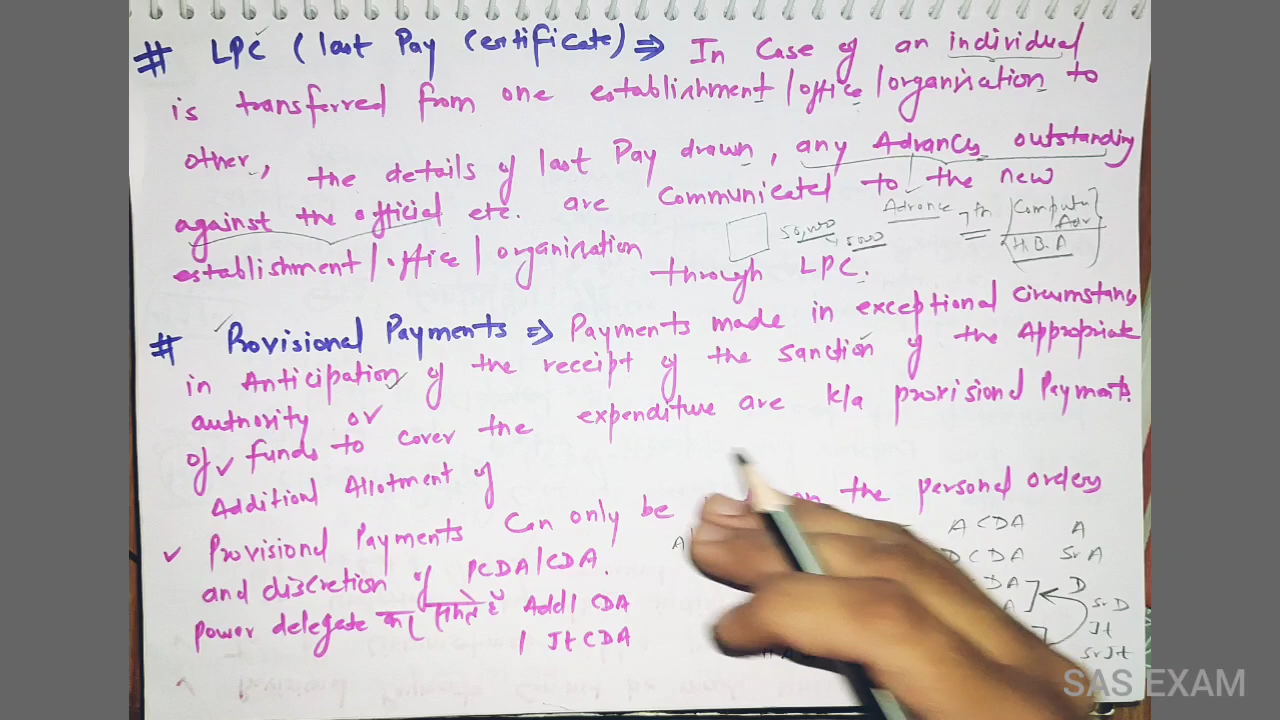 # LPC (last Pay Certificate) ⇒ In Case of an individual
is transferred from one establishment / office / organisation to
other, the details of last Pay drawn, any Advances outstanding
against the official etc. are communicated to the new
Advance
50,000
5000
Computer Adv
H.B.A
establishment / office / organisation through LPC.
# Provisional Payments ⇒ Payments made in exceptional circumstans
in Anticipation of the receipt of the sanction of the Appropriate
authority or
of funds to cover the expenditure are k/a provisional Payments.
Additional Allotment of
✓ Provisional Payments Can only be on the personal orders
and discretion of PCDA/CDA.
power delegate Addl CDA
/ Jt CDA
ACDA
DCDA
A
Sr A
D
Sr D
Jt
Sr Jt
SAS EXAM